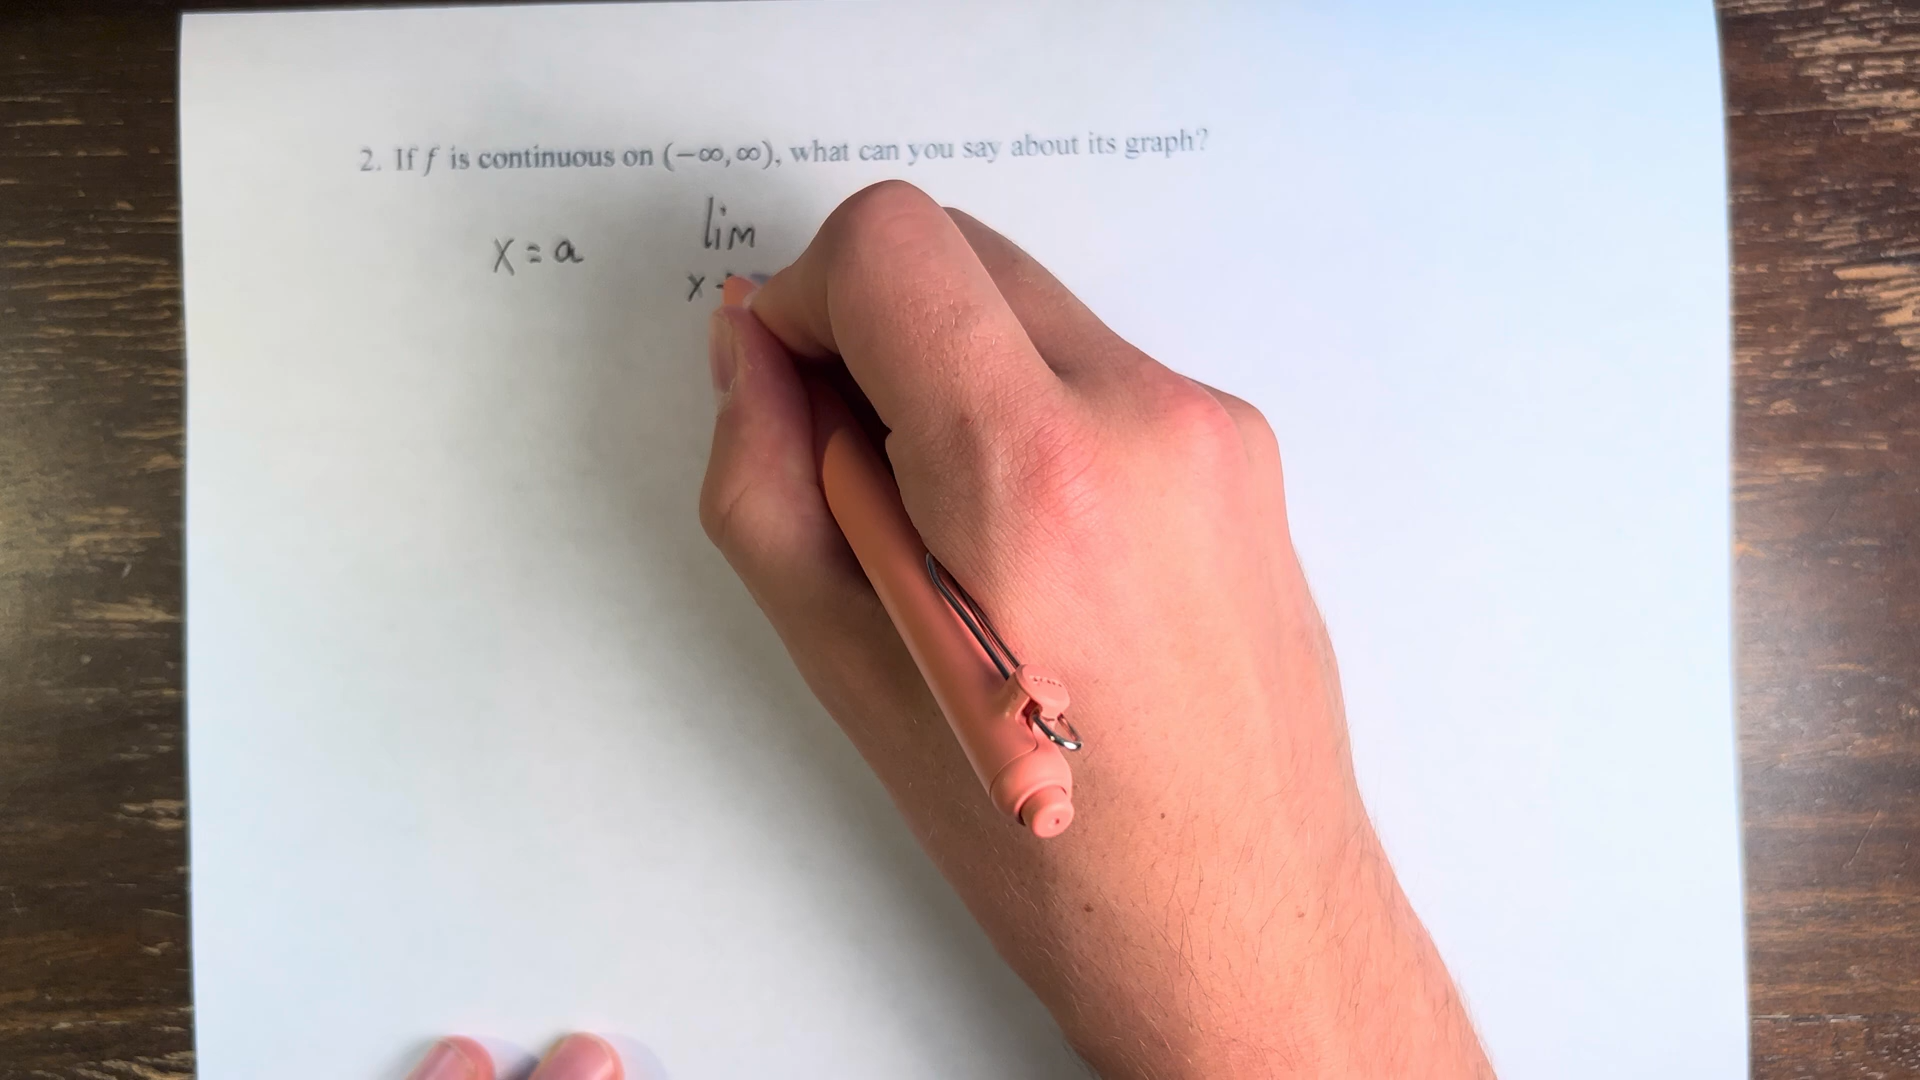 2. If f is continuous on (−∞, ∞), what can you say about its graph?
x = a lim
x →